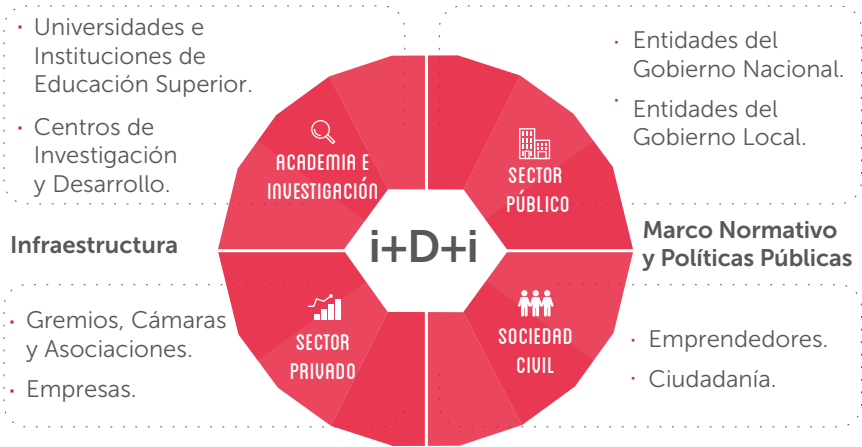 · Universidades e
Instituciones de
Educación Superior.
· Centros de
Investigación
y Desarrollo.
· Entidades del
Gobierno Nacional.
· Entidades del
Gobierno Local.
ACADEMIA E
INVESTIGACIÓN
SECTOR
PÚBLICO
Infraestructura
i+D+i
Marco Normativo
y Políticas Públicas
· Gremios, Cámaras
y Asociaciones.
· Empresas.
SECTOR
PRIVADO
SOCIEDAD
CIVIL
· Emprendedores.
· Ciudadanía.